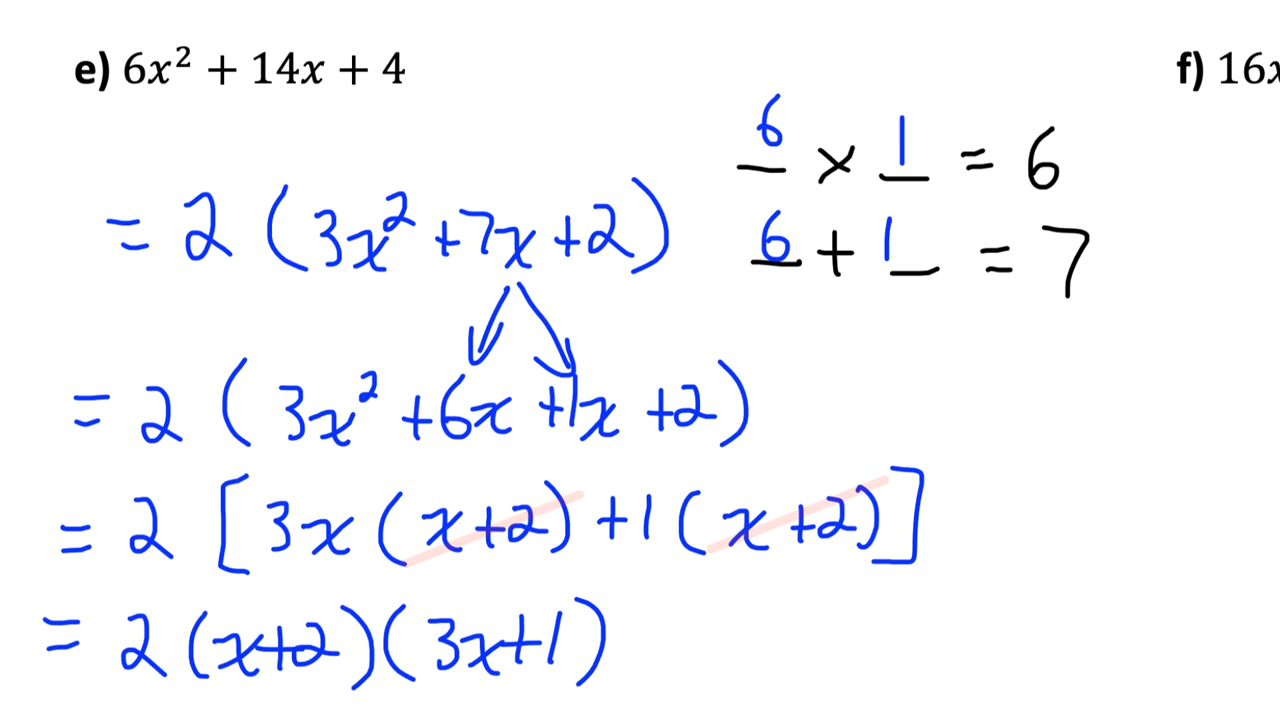 e) 6x² + 14x + 4
f) 16x
6 × 1 = 6
= 2 (3x² +7x +2)
6 + 1 = 7
= 2 (3x² +6x +1x +2)
= 2 [3x (x+2) +1 (x+2)]
= 2 (x+2)(3x+1)